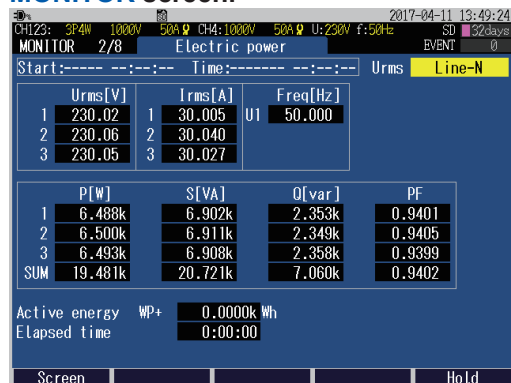 MONITOR screen
CH123: 3P4W 1000V 50A CH4:1000V 50A U:230V f:50Hz 2017-04-11 13:49:24
SD 32days
MONITOR 2/8 Electric power EVENT 0
Start:----- --:--:-- Time:------- --:--:-- Urms Line-N
Urms[V] Irms[A] Freq[Hz]
1 230.02 1 30.005 U1 50.000
2 230.06 2 30.040
3 230.05 3 30.027
P[W] S[VA] Q[var] PF
1 6.488k 6.902k 2.353k 0.9401
2 6.500k 6.911k 2.349k 0.9405
3 6.493k 6.908k 2.358k 0.9399
SUM 19.481k 20.721k 7.060k 0.9402
Active energy WP+ 0.0000k Wh
Elapsed time 0:00:00
Screen Hold